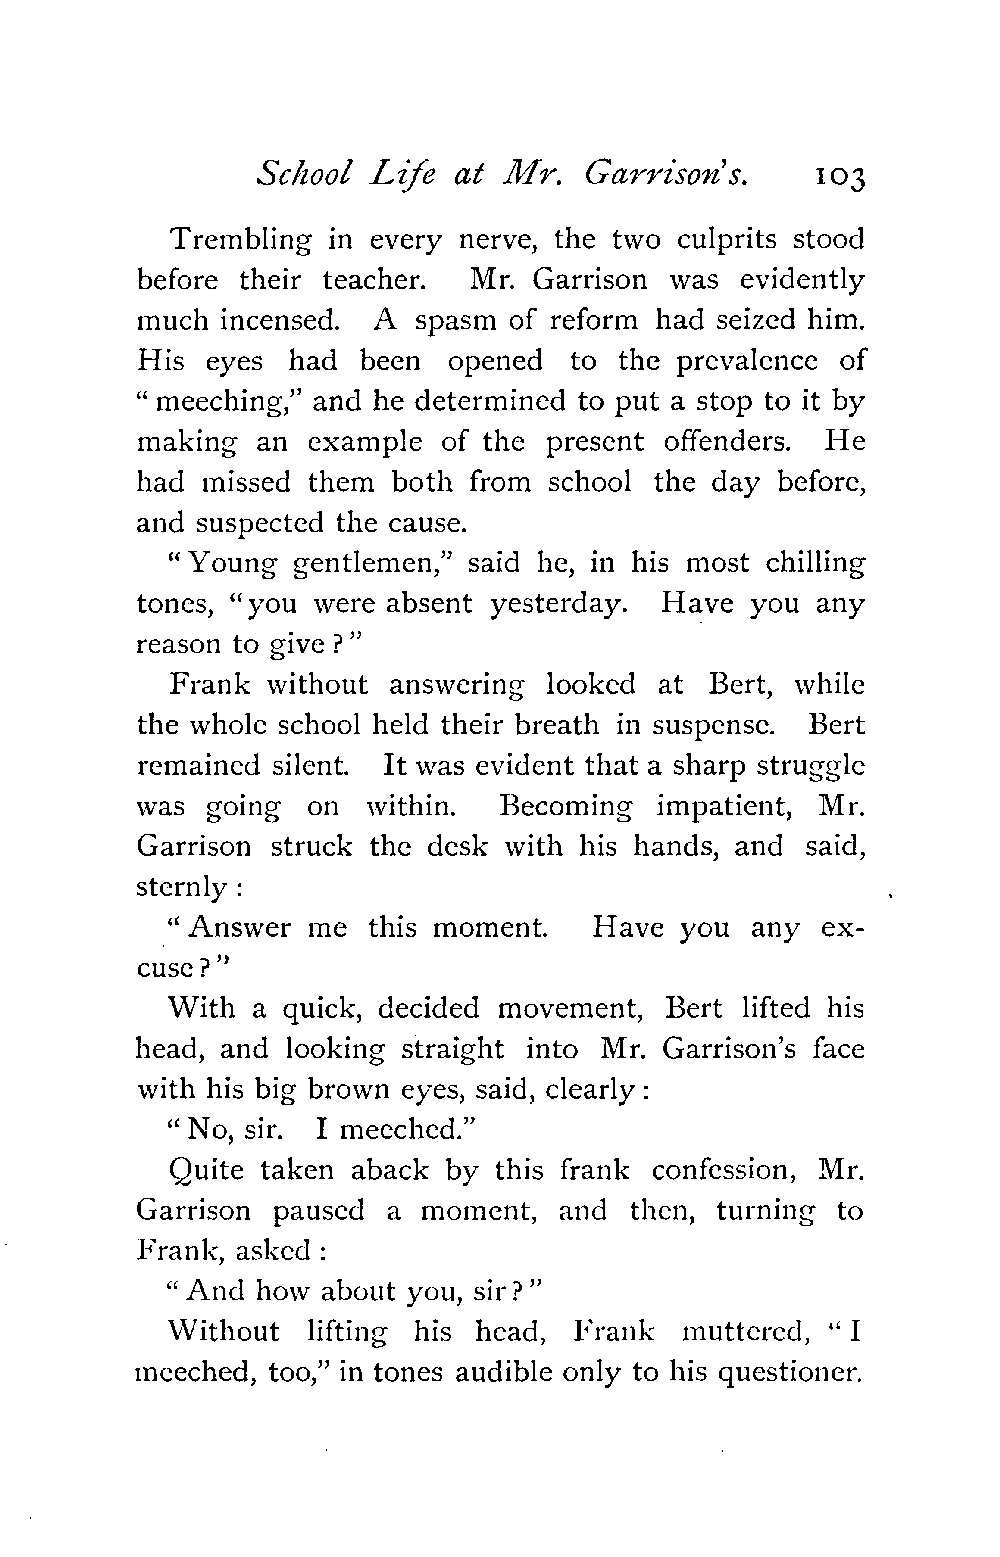 School Life at Mr. Garrison's. 103
Trembling in every nerve, the two culprits stood
before their teacher. Mr. Garrison was evidently
much incensed. A spasm of reform had seized him.
His eyes had been opened to the prevalence of
" meeching," and he determined to put a stop to it by
making an example of the present offenders. He
had missed them both from school the day before,
and suspected the cause.
" Young gentlemen," said he, in his most chilling
tones, "you were absent yesterday. Have you any
reason to give ? "
Frank without answering looked at Bert, while
the whole school held their breath in suspense. Bert
remained silent. It was evident that a sharp struggle
was going on within. Becoming impatient, Mr.
Garrison struck the desk with his hands, and said,
sternly :
" Answer me this moment. Have you any ex-
cuse ? "
With a quick, decided movement, Bert lifted his
head, and looking straight into Mr. Garrison's face
with his big brown eyes, said, clearly :
" No, sir. I meeched."
Quite taken aback by this frank confession, Mr.
Garrison paused a moment, and then, turning to
Frank, asked :
" And how about you, sir ? "
Without lifting his head, Frank muttered, " I
meeched, too," in tones audible only to his questioner.